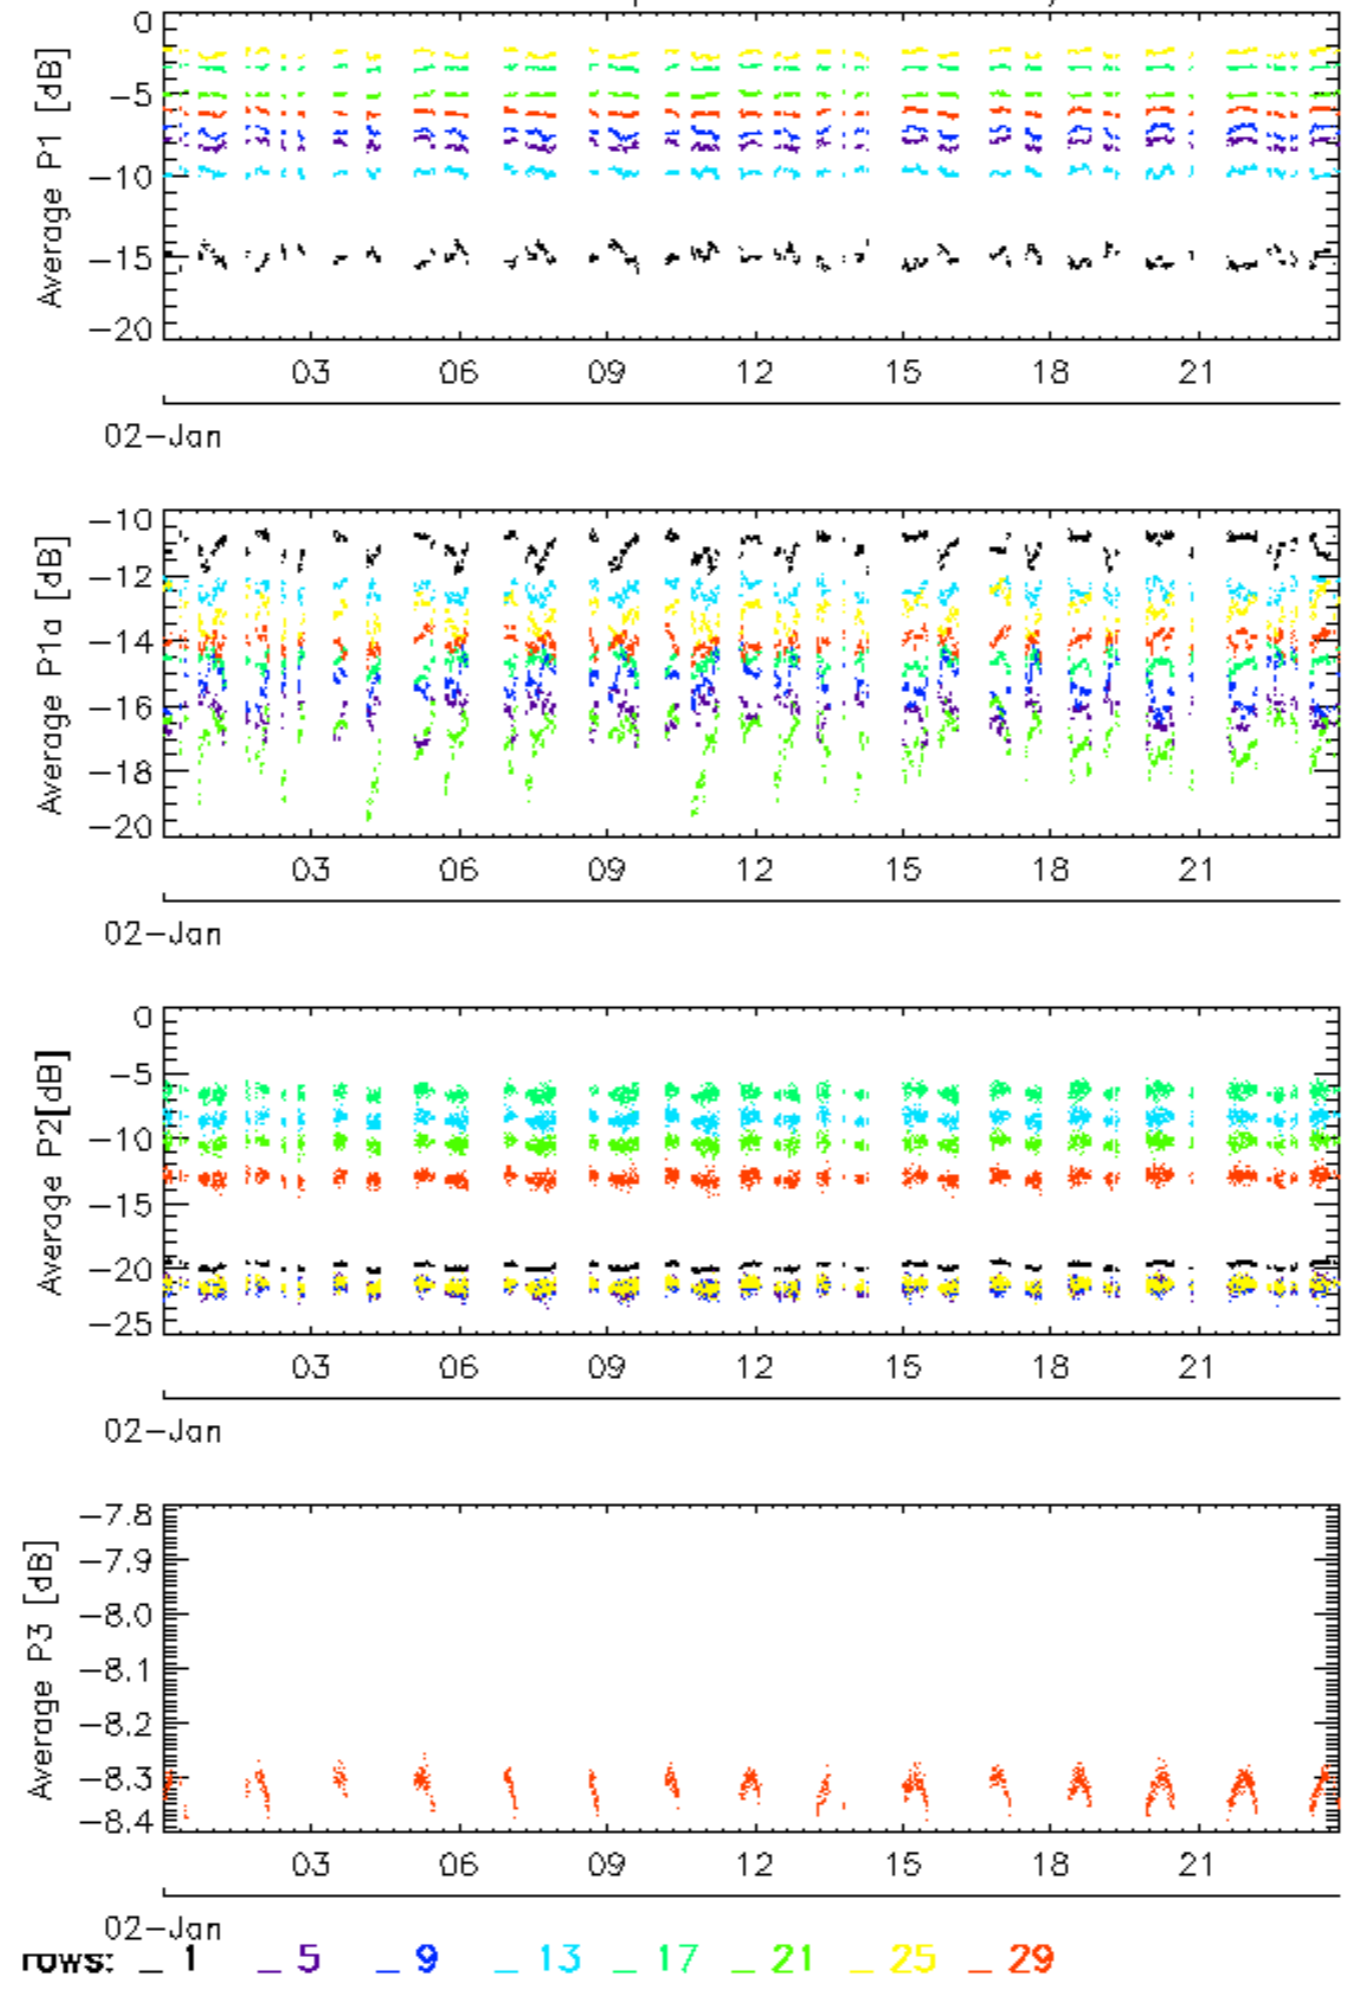 0
−5
−10
−15
−20
Average P1 [dB]
03 06 09 12 15 18 21
02−Jan
−10
−12
−14
−16
−18
−20
Average P1a [dB]
03 06 09 12 15 18 21
02−Jan
0
−5
−10
−15
−20
−25
Average P2[dB]
03 06 09 12 15 18 21
02−Jan
−7.8
−7.9
−8.0
−8.1
−8.2
−8.3
−8.4
Average P3 [dB]
03 06 09 12 15 18 21
02−Jan
rows: _ 1 _ 5 _ 9 _ 13 _ 17 _ 21 _ 25 _ 29